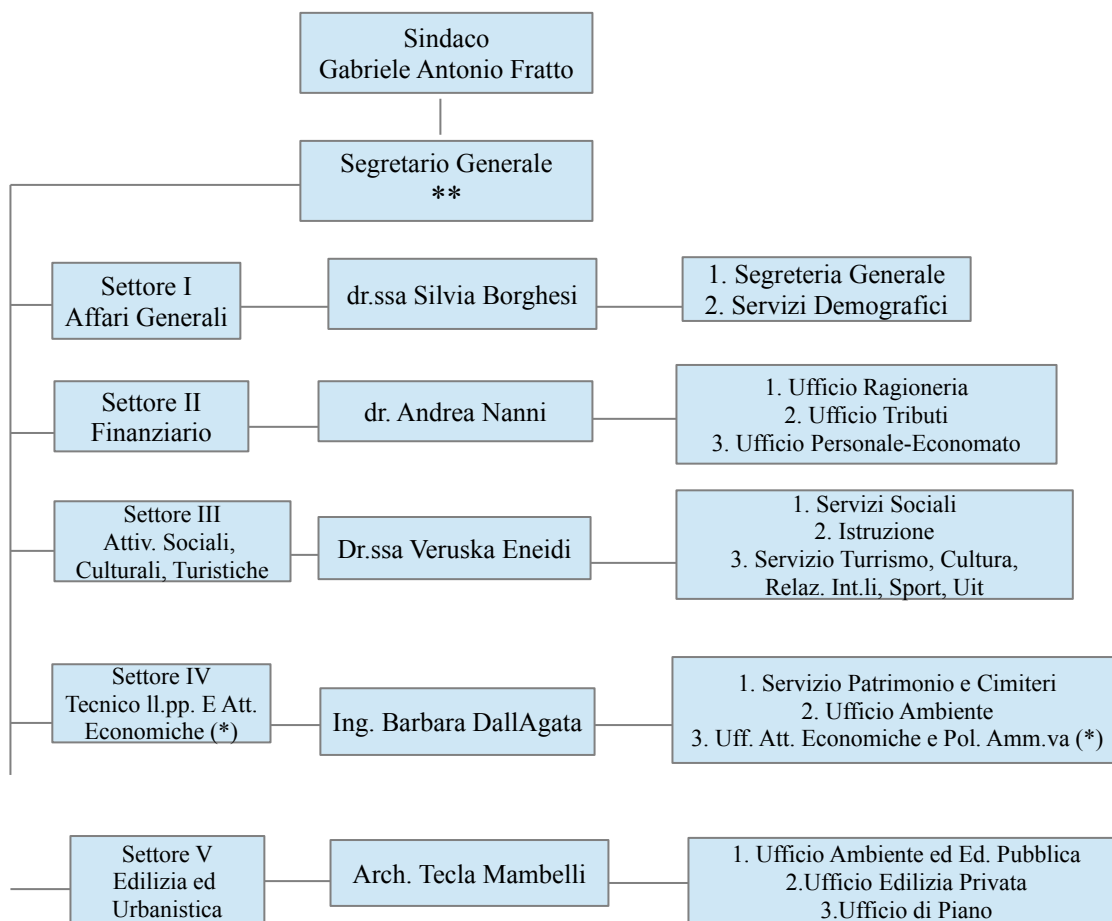 Sindaco
Gabriele Antonio Fratto
Segretario Generale
**
Settore I
Affari Generali
dr.ssa Silvia Borghesi
1. Segreteria Generale
2. Servizi Demografici
Settore II
Finanziario
dr. Andrea Nanni
1. Ufficio Ragioneria
2. Ufficio Tributi
3. Ufficio Personale-Economato
Settore III
Attiv. Sociali,
Culturali, Turistiche
Dr.ssa Veruska Eneidi
1. Servizi Sociali
2. Istruzione
3. Servizio Turrismo, Cultura,
Relaz. Int.li, Sport, Uit
Settore IV
Tecnico ll.pp. E Att.
Economiche (*)
Ing. Barbara DallAgata
1. Servizio Patrimonio e Cimiteri
2. Ufficio Ambiente
3. Uff. Att. Economiche e Pol. Amm.va (*)
Settore V
Edilizia ed
Urbanistica
Arch. Tecla Mambelli
1. Ufficio Ambiente ed Ed. Pubblica
2.Ufficio Edilizia Privata
3.Ufficio di Piano